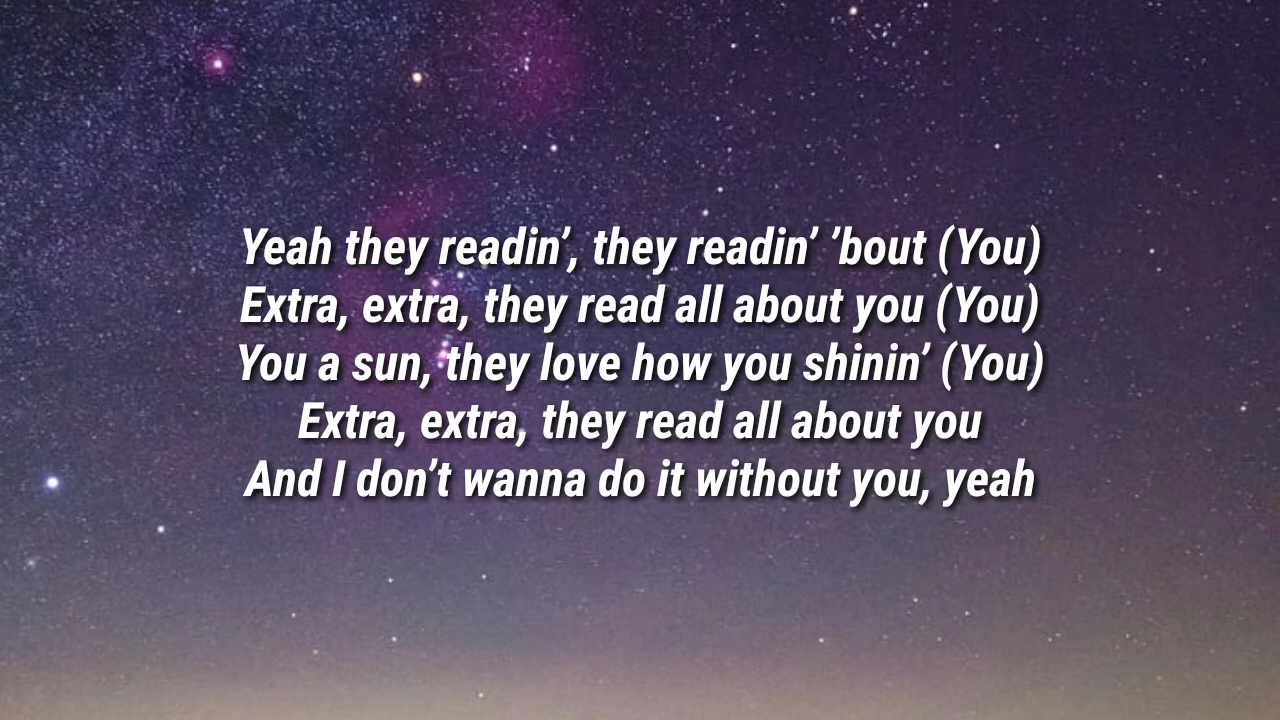 Yeah they readin’, they readin’ ’bout (You)
Extra, extra, they read all about you (You)
You a sun, they love how you shinin’ (You)
Extra, extra, they read all about you
And I don’t wanna do it without you, yeah